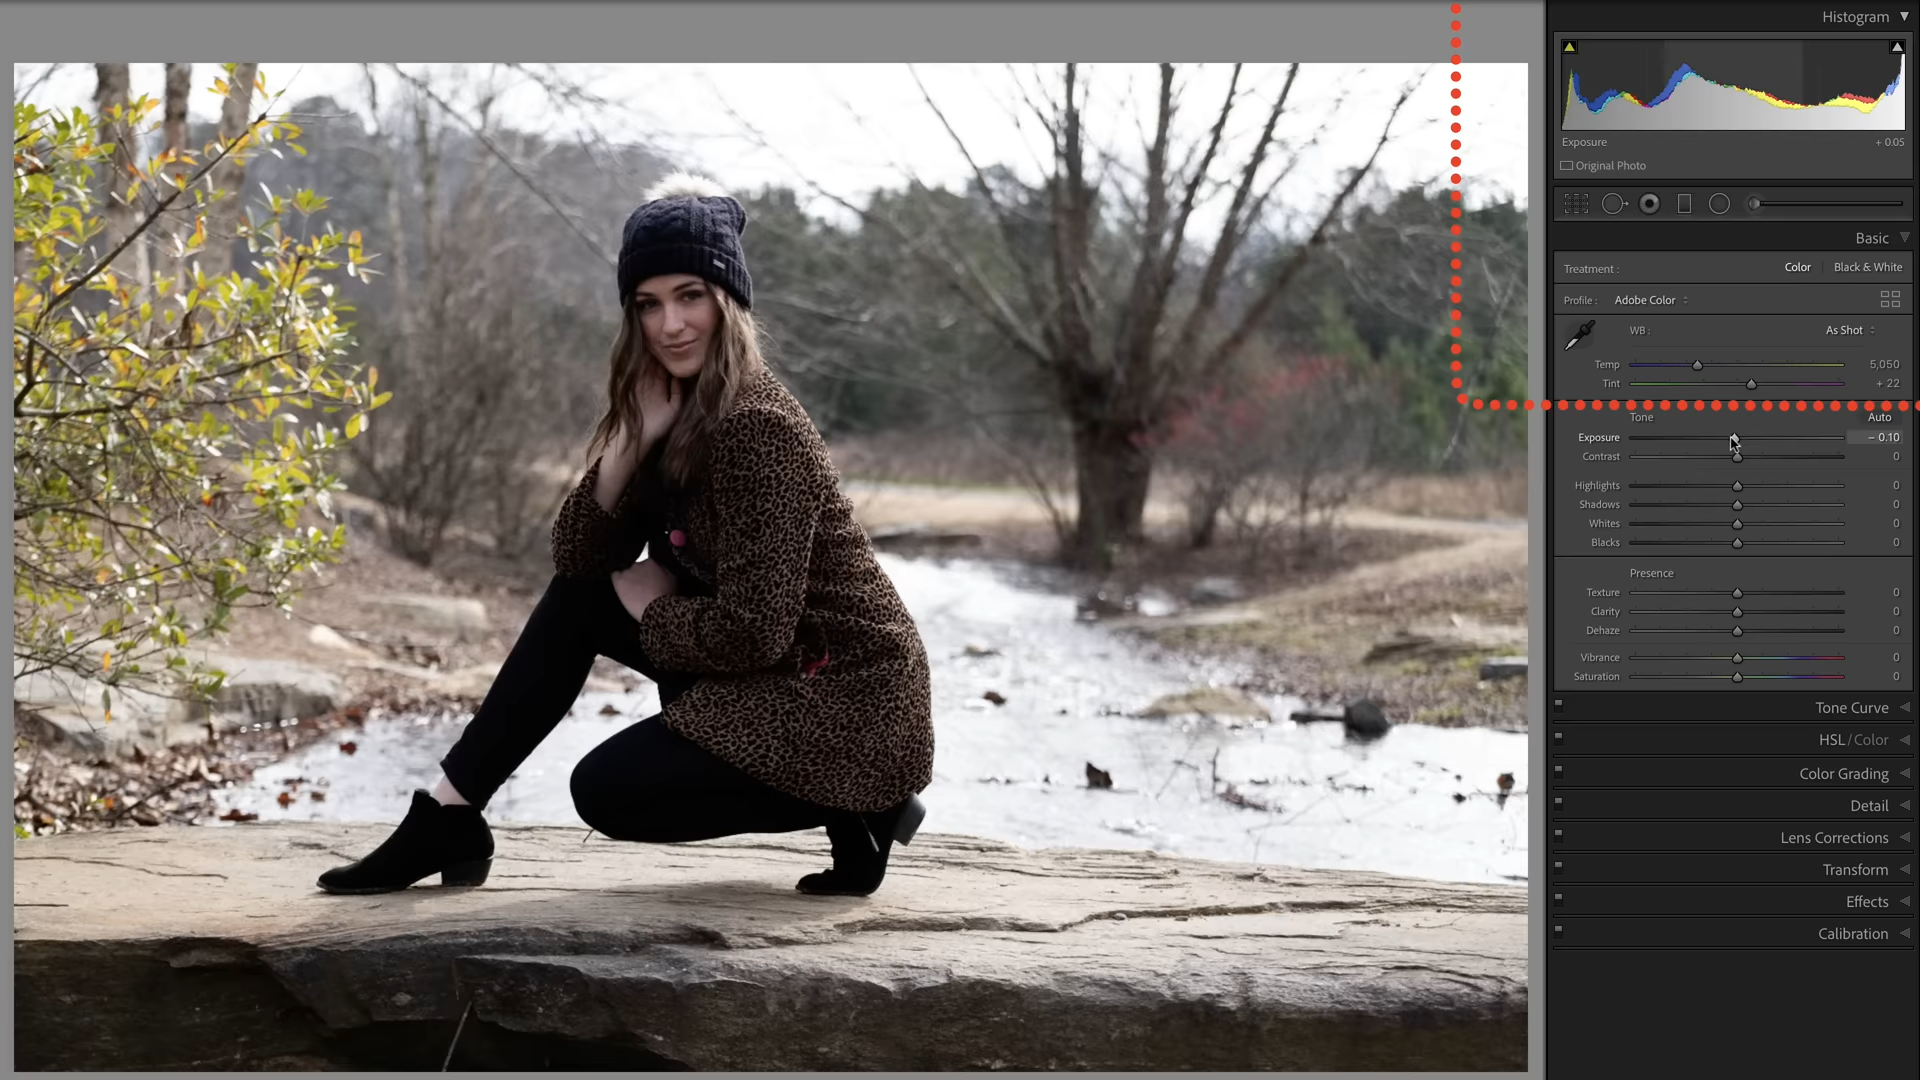 Histogram
Exposure + 0.05
Original Photo
Basic
Treatment : Color Black & White
Profile : Adobe Color
WB : As Shot
Temp 5,050
Tint + 22
Tone Auto
Exposure – 0.10
Contrast 0
Highlights 0
Shadows 0
Whites 0
Blacks 0
Presence
Texture 0
Clarity 0
Dehaze 0
Vibrance 0
Saturation 0
Tone Curve
HSL / Color
Color Grading
Detail
Lens Corrections
Transform
Effects
Calibration